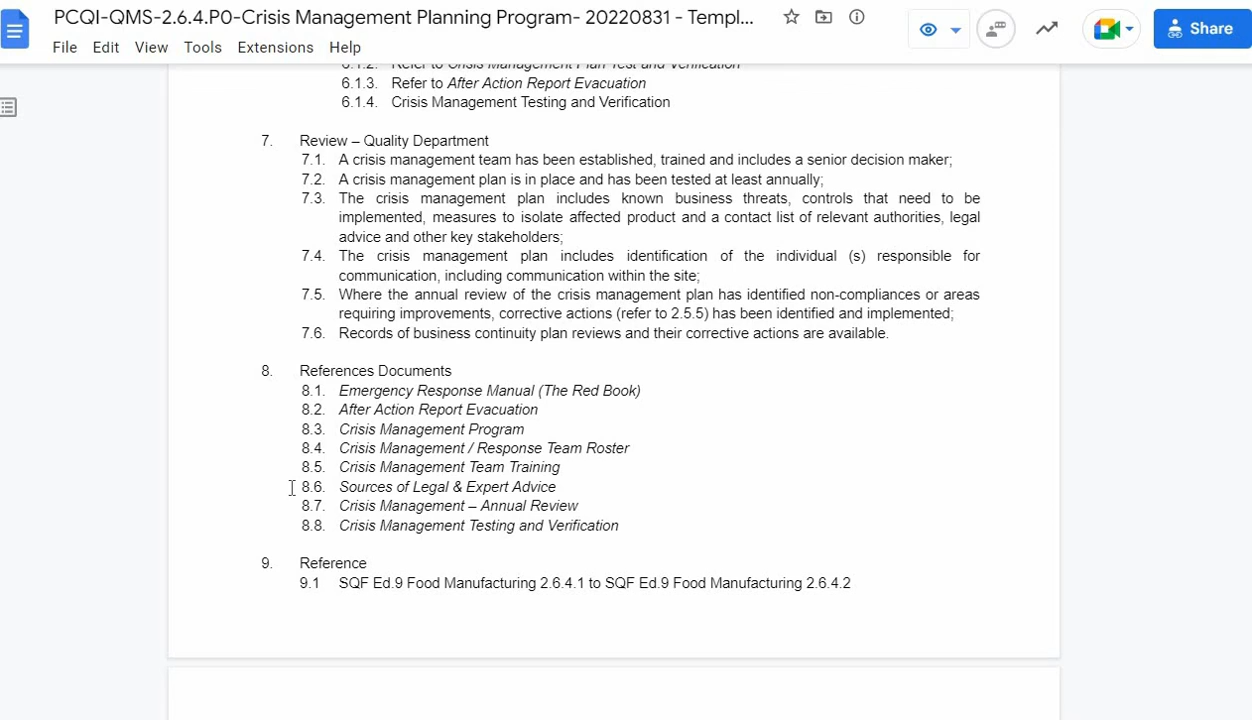 PCQI-QMS-2.6.4.P0-Crisis Management Planning Program- 20220831 - Templ...
Share
File Edit View Tools Extensions Help
6.1.2. Refer to Crisis Management Plan Test and Verification
6.1.3. Refer to After Action Report Evacuation
6.1.4. Crisis Management Testing and Verification
7. Review – Quality Department
7.1. A crisis management team has been established, trained and includes a senior decision maker;
7.2. A crisis management plan is in place and has been tested at least annually;
7.3. The crisis management plan includes known business threats, controls that need to be
implemented, measures to isolate affected product and a contact list of relevant authorities, legal
advice and other key stakeholders;
7.4. The crisis management plan includes identification of the individual (s) responsible for
communication, including communication within the site;
7.5. Where the annual review of the crisis management plan has identified non-compliances or areas
requiring improvements, corrective actions (refer to 2.5.5) has been identified and implemented;
7.6. Records of business continuity plan reviews and their corrective actions are available.
8. References Documents
8.1. Emergency Response Manual (The Red Book)
8.2. After Action Report Evacuation
8.3. Crisis Management Program
8.4. Crisis Management / Response Team Roster
8.5. Crisis Management Team Training
8.6. Sources of Legal & Expert Advice
8.7. Crisis Management – Annual Review
8.8. Crisis Management Testing and Verification
9. Reference
9.1 SQF Ed.9 Food Manufacturing 2.6.4.1 to SQF Ed.9 Food Manufacturing 2.6.4.2